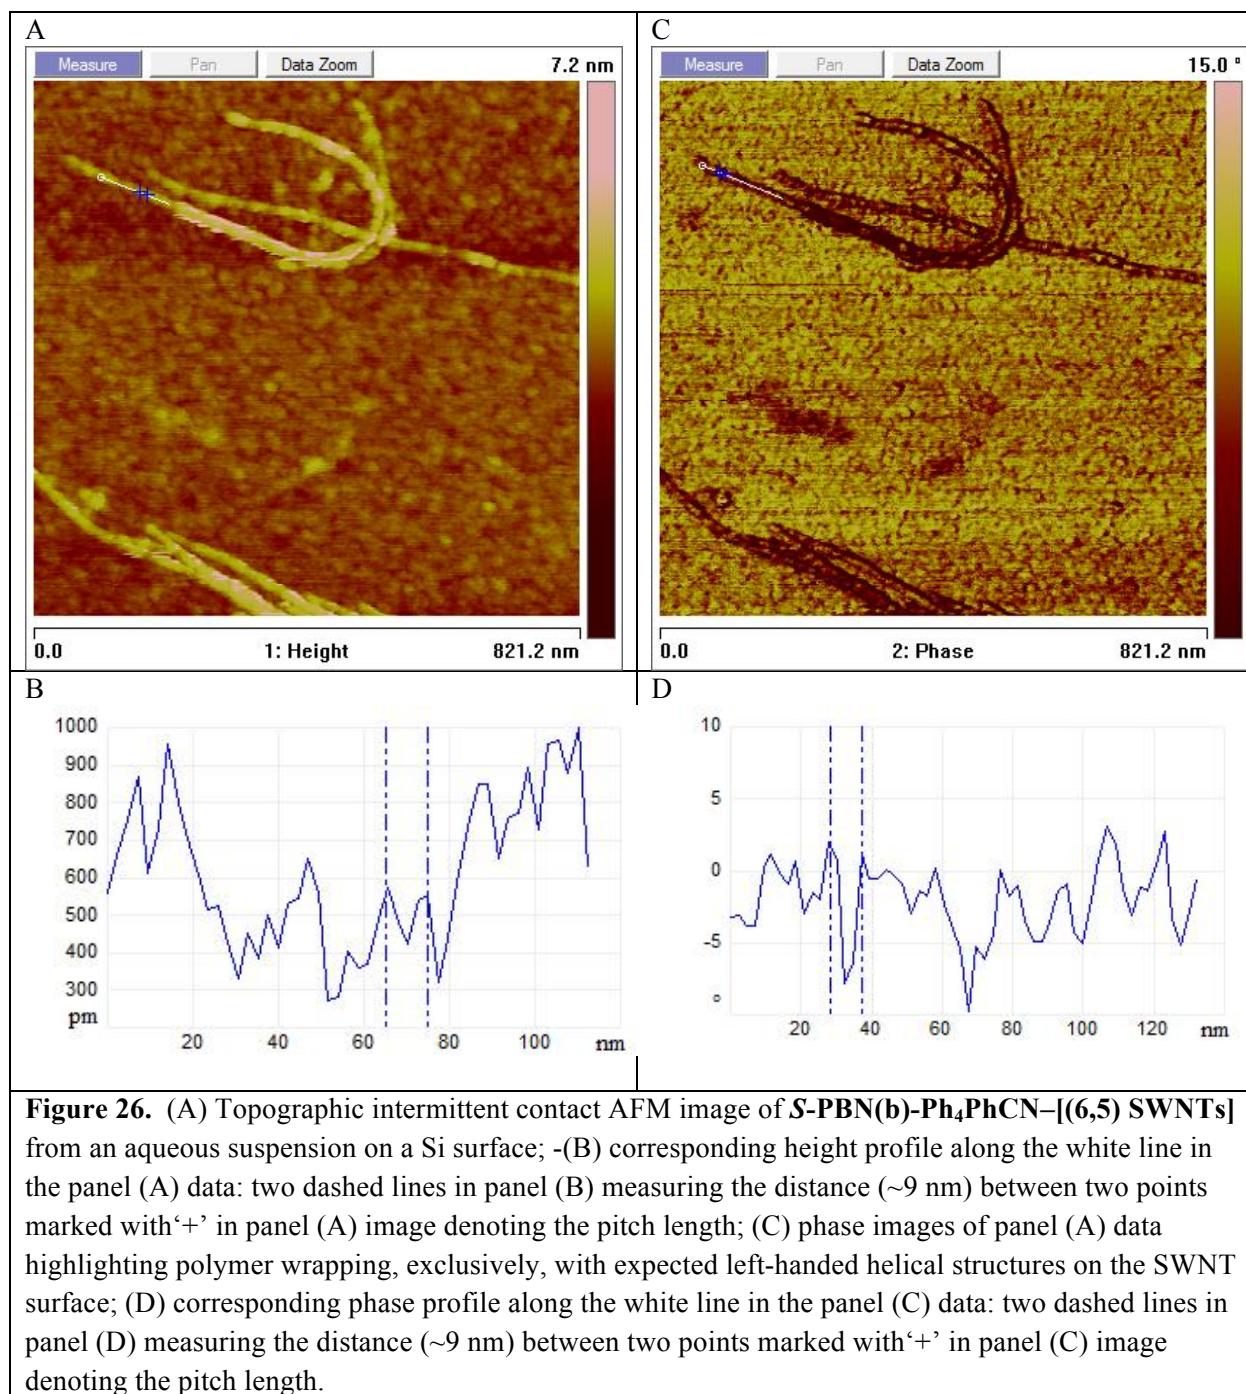 A
Measure Pan Data Zoom 7.2 nm
0.0 1: Height 821.2 nm
C
Measure Pan Data Zoom 15.0 °
0.0 2: Phase 821.2 nm
B
1000
900
800
700
600
500
400
300
pm
20 40 60 80 100 nm
D
10
5
0
-5
°
20 40 60 80 100 120 nm
Figure 26. (A) Topographic intermittent contact AFM image of S-PBN(b)-Ph₄PhCN–[(6,5) SWNTs]
from an aqueous suspension on a Si surface; -(B) corresponding height profile along the white line in
the panel (A) data: two dashed lines in panel (B) measuring the distance (~9 nm) between two points
marked with‘+’ in panel (A) image denoting the pitch length; (C) phase images of panel (A) data
highlighting polymer wrapping, exclusively, with expected left-handed helical structures on the SWNT
surface; (D) corresponding phase profile along the white line in the panel (C) data: two dashed lines in
panel (D) measuring the distance (~9 nm) between two points marked with‘+’ in panel (C) image
denoting the pitch length.